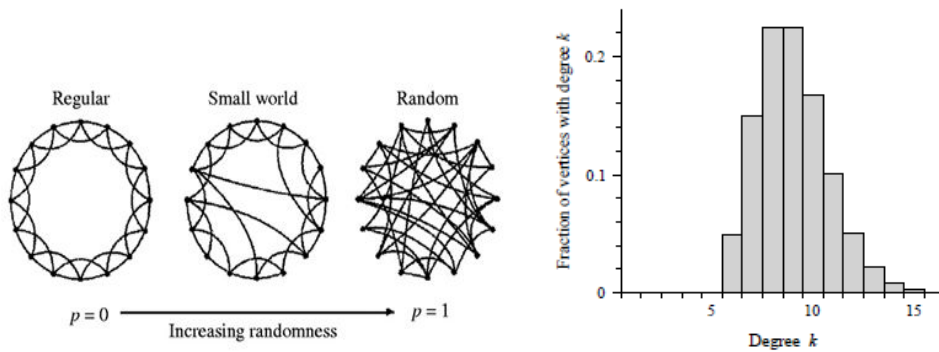 Regular
Small world
Random
p = 0
p = 1
Increasing randomness
Fraction of vertices with degree k
0.2
0.1
0
5
10
15
Degree k